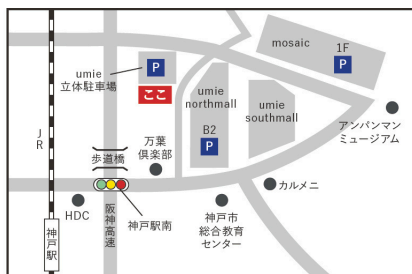 mosaic
1F
P
umie
立体駐車場
P
ここ
umie
northmall
B2
P
umie
southmall
アンパンマン
ミュージアム
JR
歩道橋
万葉
倶楽部
カルメニ
HDC
阪神高速
神戸駅南
神戸市
総合教育
センター
神戸駅